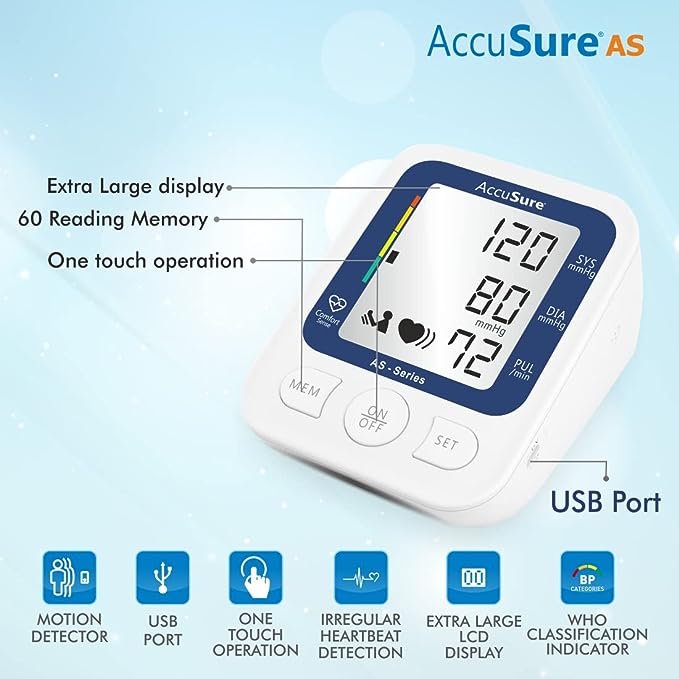 AccuSure® AS
Extra Large display
60 Reading Memory
One touch operation
AccuSure®
120
SYS
mmHg
80
mmHg
DIA
mmHg
72
PUL
/min
Comfort
Sense
AS - Series
MEM
ON
OFF
SET
USB Port
MOTION
DETECTOR
USB
PORT
ONE
TOUCH
OPERATION
IRREGULAR
HEARTBEAT
DETECTION
00
EXTRA LARGE
LCD
DISPLAY
BP
CATEGORIES
WHO
CLASSIFICATION
INDICATOR